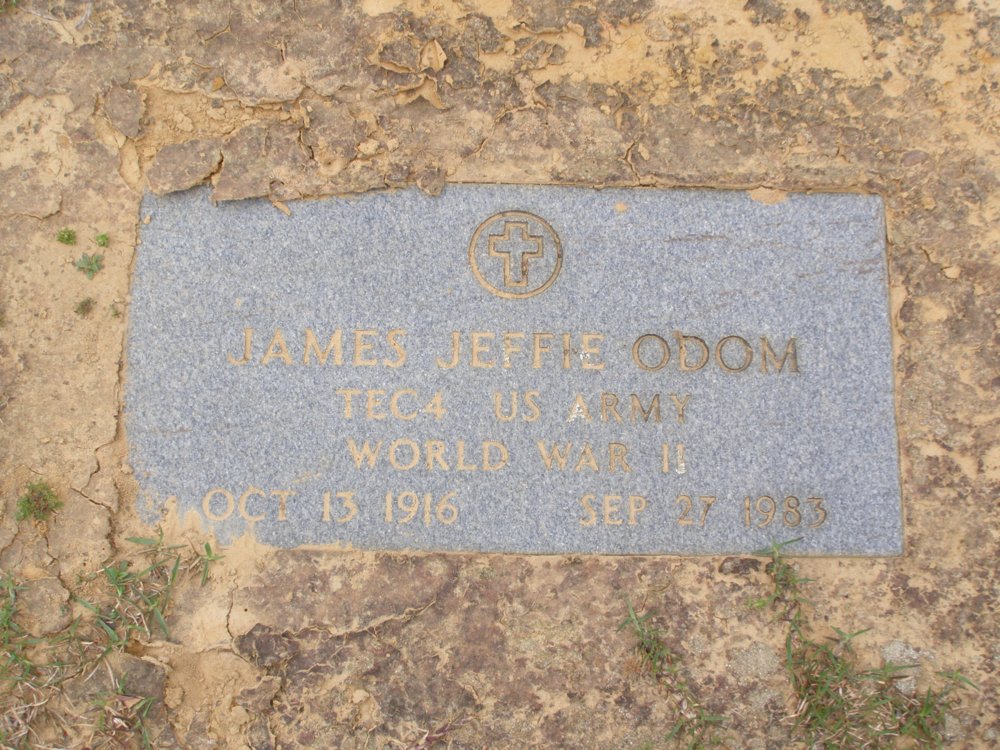 JAMES JEFFIE ODOM
TEC4 US ARMY
WORLD WAR II
OCT 13 1916 SEP 27 1983